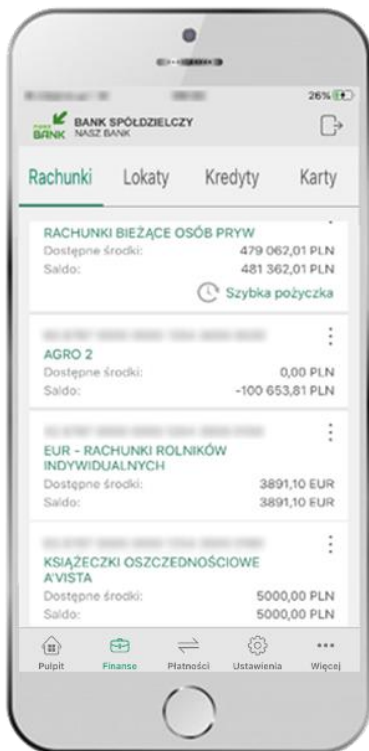 26%
BANK SPÓŁDZIELCZY
NASZ BANK
BANK
Rachunki Lokaty Kredyty Karty
RACHUNKI BIEŻĄCE OSÓB PRYW
Dostępne środki: 479 062,01 PLN
Saldo: 481 362,01 PLN
Szybka pożyczka
AGRO 2
Dostępne środki: 0,00 PLN
Saldo: -100 653,81 PLN
EUR - RACHUNKI ROLNIKÓW
INDYWIDUALNYCH
Dostępne środki: 3891,10 EUR
Saldo: 3891,10 EUR
KSIĄŻECZKI OSZCZEDNOŚCIOWE
A'VISTA
Dostępne środki: 5000,00 PLN
Saldo: 5000,00 PLN
Pulpit Finanse Płatności Ustawienia Więcej